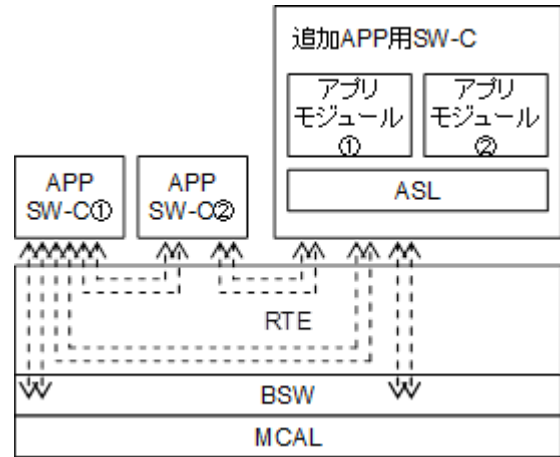 追加APP用SW-C
アプリ
モジュール
①
アプリ
モジュール
②
ASL
APP
SW-C①
APP
SW-C②
RTE
BSW
MCAL